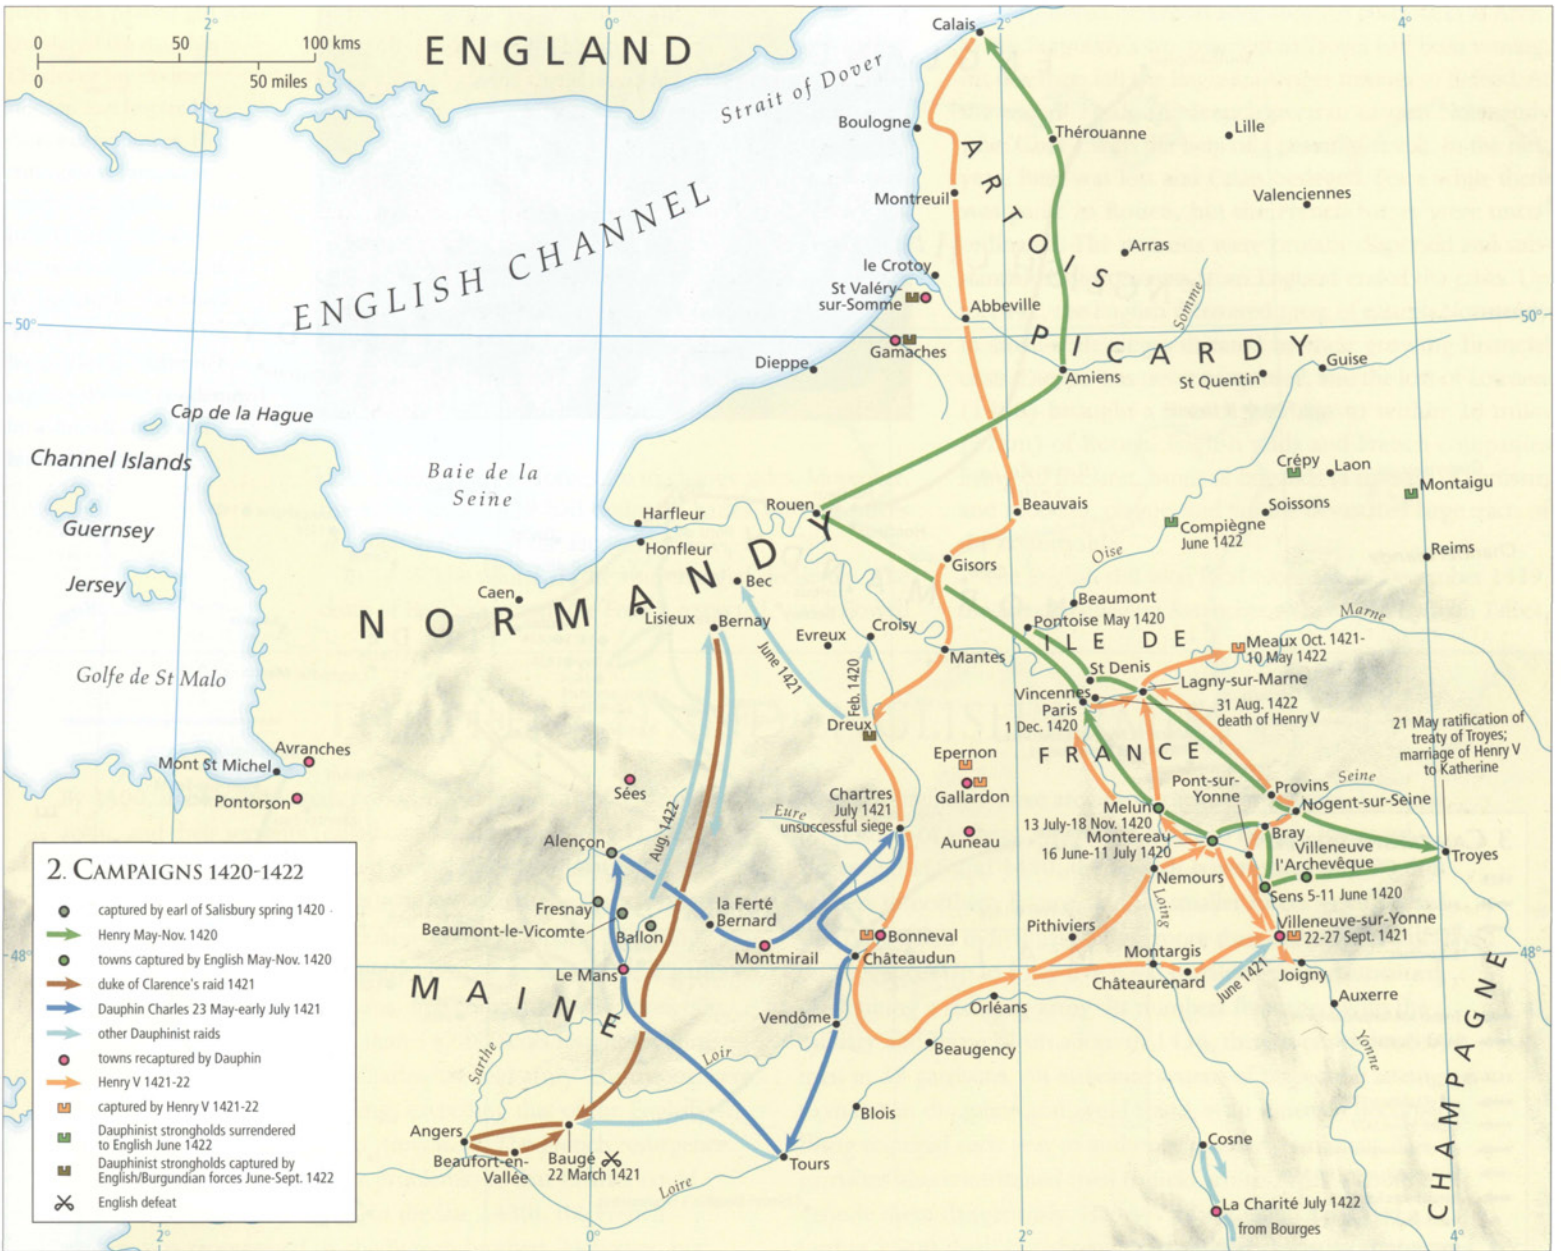 2° 0° 2° 4°
0 50 100 kms
0 50 miles
ENGLAND
Calais
Strait of Dover
Boulogne
Thérouanne
Lille
ARTOIS
Montreuil
Valenciennes
ENGLISH CHANNEL
Arras
le Crotoy
St Valéry-
sur-Somme
Abbeville
Somme
50°
50°
Gamaches
PICARDY
Dieppe
Amiens
St Quentin
Guise
Cap de la Hague
Channel Islands
Baie de la
Seine
Crépy
Laon
Montaigu
Guernsey
Harfleur
Rouen
Beauvais
Soissons
Compiègne
June 1422
Honfleur
Oise
Reims
Jersey
Gisors
NORMANDY
Caen
Bec
Beaumont
Lisieux
Bernay
Evreux
Croisy
Pontoise May 1420
Marne
ILE DE
FRANCE
Mantes
Meaux Oct. 1421-
10 May 1422
Golfe de St Malo
June 1421
Feb. 1420
St Denis
Lagny-sur-Marne
Vincennes
Paris
1 Dec. 1420
31 Aug. 1422
death of Henry V
Dreux
21 May ratification of
treaty of Troyes;
marriage of Henry V
to Katherine
Avranches
Mont St Michel
Pontorson
Sées
Epernon
Gallardon
Pont-sur-
Yonne
Provins
Seine
Nogent-sur-Seine
Chartres
July 1421
unsuccessful siege
Eure
Auneau
Melun
13 July-18 Nov. 1420
Montereau
16 June-11 July 1420
Bray
Villeneuve
l'Archevêque
Troyes
Alençon
Aug. 1422
Nemours
Sens 5-11 June 1420
Fresnay
Beaumont-le-Vicomte
Ballon
la Ferté
Bernard
Loing
Pithiviers
Villeneuve-sur-Yonne
22-27 Sept. 1421
Bonneval
Montmirail
Châteaudun
48°
Le Mans
Montargis
Châteaurenard
June 1421
Joigny
MAINE
Orléans
Auxerre
Vendôme
CHAMPAGNE
Beaugency
Yonne
Sarthe
Loir
Blois
Angers
Beaufort-en-
Vallée
Baugé
22 March 1421
Tours
Loire
Cosne
La Charité July 1422
from Bourges
2. CAMPAIGNS 1420-1422
captured by earl of Salisbury spring 1420
Henry May-Nov. 1420
towns captured by English May-Nov. 1420
duke of Clarence's raid 1421
Dauphin Charles 23 May-early July 1421
other Dauphinist raids
towns recaptured by Dauphin
Henry V 1421-22
captured by Henry V 1421-22
Dauphinist strongholds surrendered
to English June 1422
Dauphinist strongholds captured by
English/Burgundian forces June-Sept. 1422
English defeat
48°
2° 0° 2° 4°